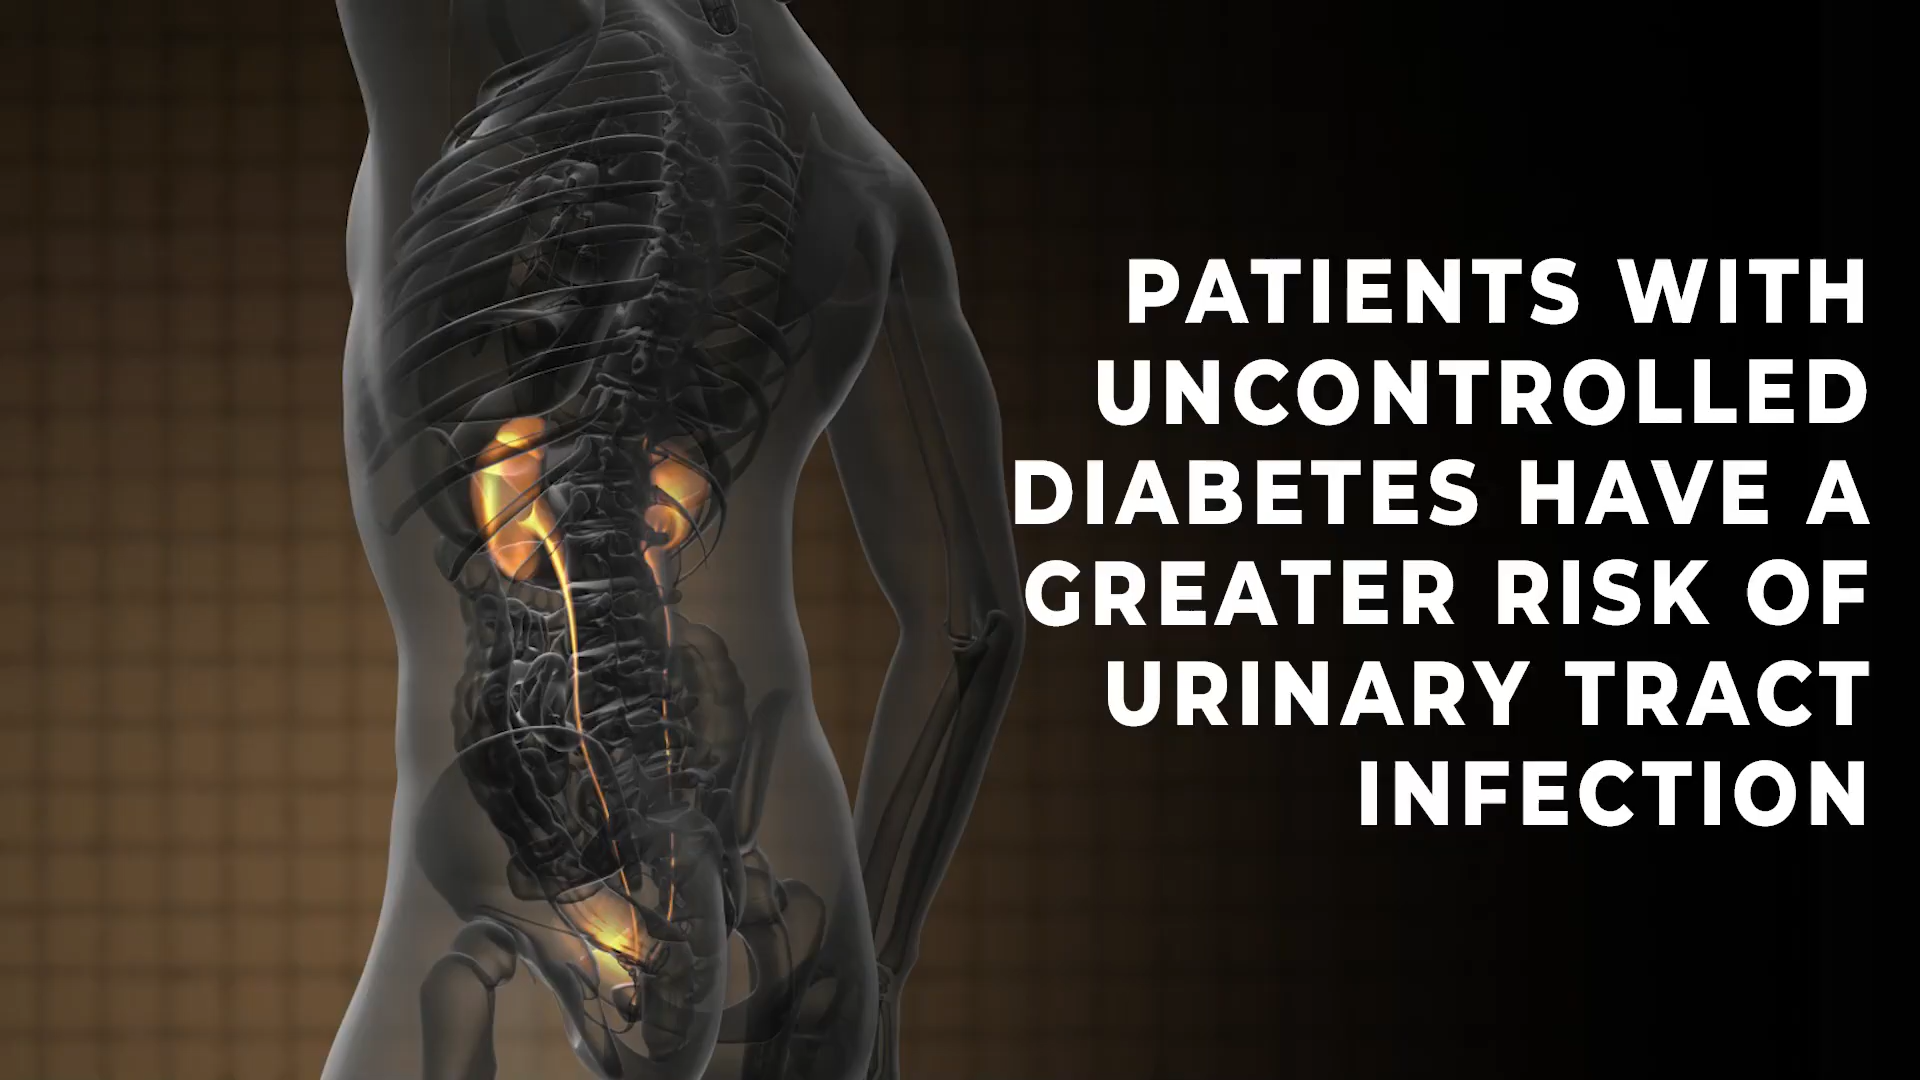 PATIENTS WITH
UNCONTROLLED
DIABETES HAVE A
GREATER RISK OF
URINARY TRACT
INFECTION